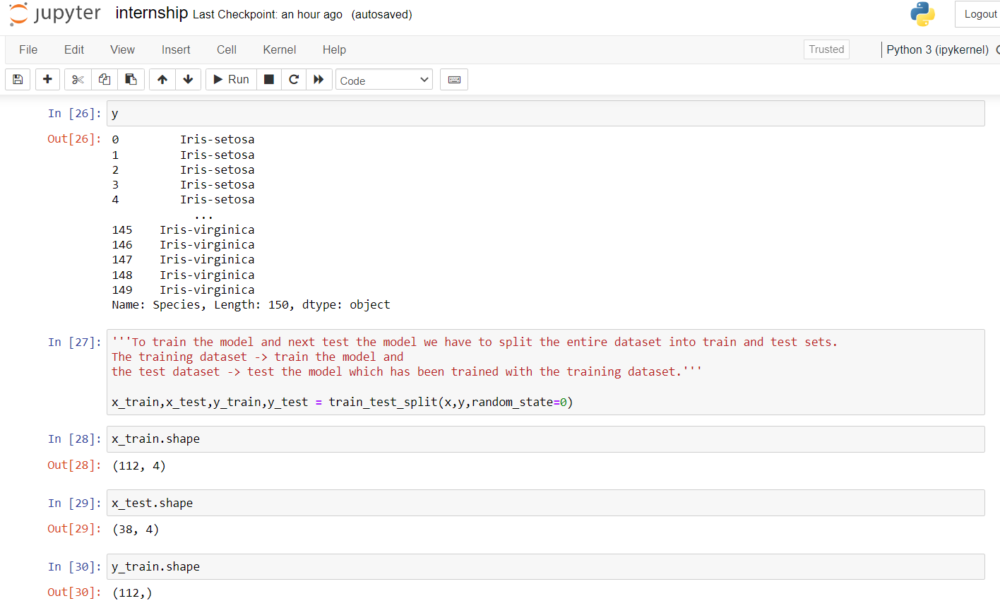 jupyter internship Last Checkpoint: an hour ago (autosaved) Logout
File Edit View Insert Cell Kernel Help Trusted Python 3 (ipykernel)
Run Code
In [26]: y
Out[26]: 0 Iris-setosa
1 Iris-setosa
2 Iris-setosa
3 Iris-setosa
4 Iris-setosa
...
145 Iris-virginica
146 Iris-virginica
147 Iris-virginica
148 Iris-virginica
149 Iris-virginica
Name: Species, Length: 150, dtype: object
In [27]: '''To train the model and next test the model we have to split the entire dataset into train and test sets.
The training dataset -> train the model and
the test dataset -> test the model which has been trained with the training dataset.'''
x_train,x_test,y_train,y_test = train_test_split(x,y,random_state=0)
In [28]: x_train.shape
Out[28]: (112, 4)
In [29]: x_test.shape
Out[29]: (38, 4)
In [30]: y_train.shape
Out[30]: (112,)